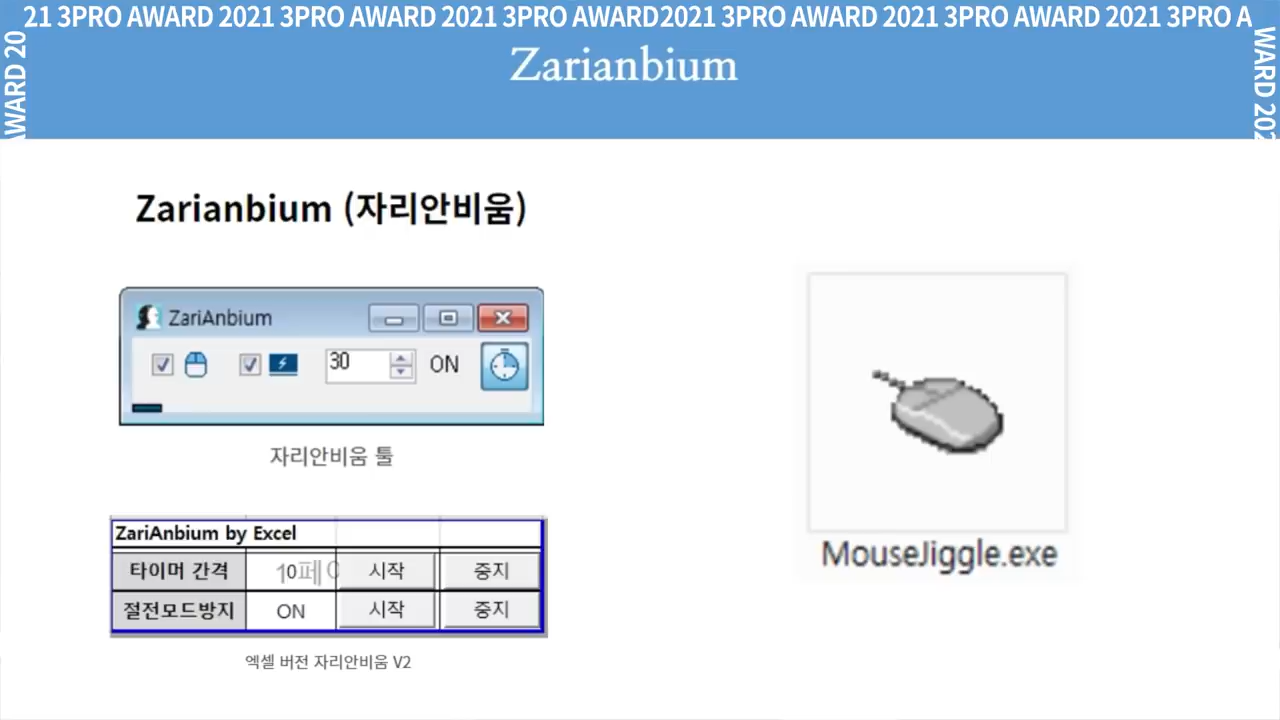 21 3PRO AWARD 2021 3PRO AWARD 2021 3PRO AWARD2021 3PRO AWARD 2021 3PRO AWARD 2021 3PRO A
AWARD 20
WARD 202
Zarianbium
Zarianbium (자리안비움)
ZariAnbium
30
ON
자리안비움 툴
MouseJiggle.exe
ZariAnbium by Excel
타이머 간격 10 시작 중지
절전모드방지 ON 시작 중지
엑셀 버전 자리안비움 V2